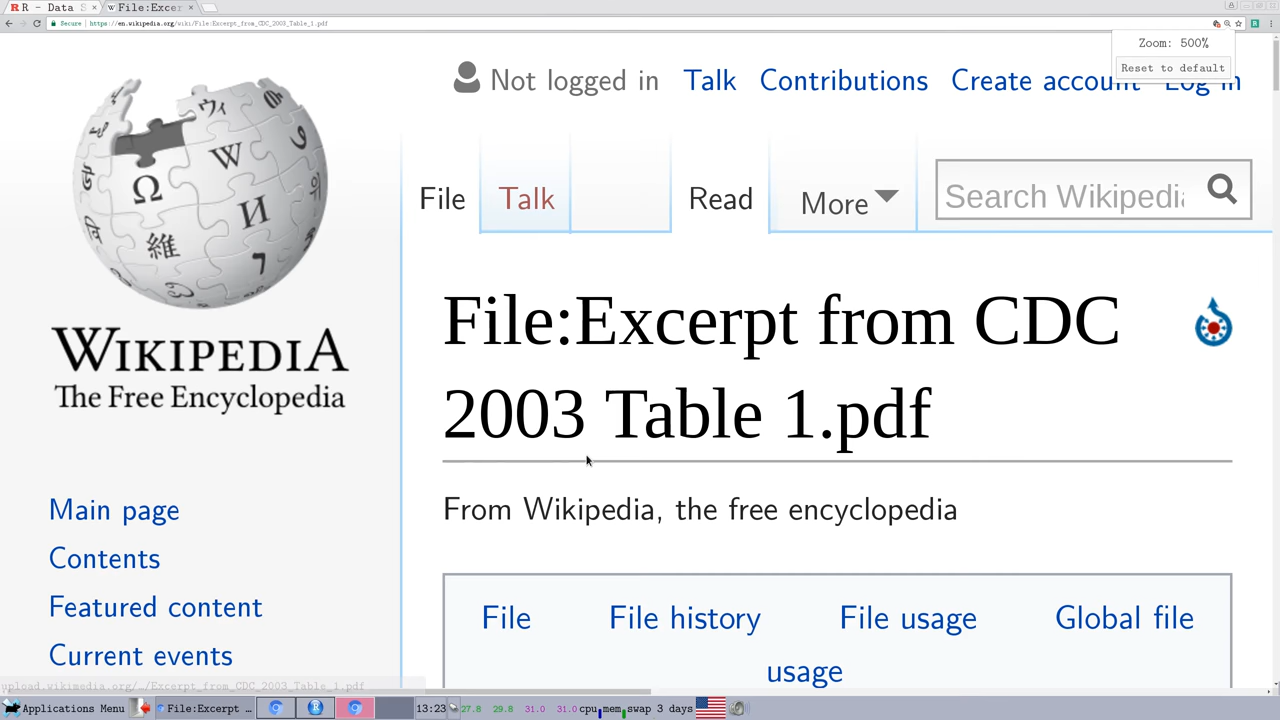 R - Data S
File:Excer
Secure https://en.wikipedia.org/wiki/File:Excerpt_from_CDC_2003_Table_1.pdf
Zoom: 500%
Reset to default
Not logged in Talk Contributions Create account Log in
File Talk Read More Search Wikipedi
WIKIPEDIA
The Free Encyclopedia
File:Excerpt from CDC
2003 Table 1.pdf
From Wikipedia, the free encyclopedia
Main page
Contents
Featured content
Current events
File File history File usage Global file
usage
upload.wikimedia.org/…/Excerpt_from_CDC_2003_Table_1.pdf
Applications Menu File:Excerpt ... 13:23 27.8 29.8 31.0 31.0 cpu mem swap 3 days